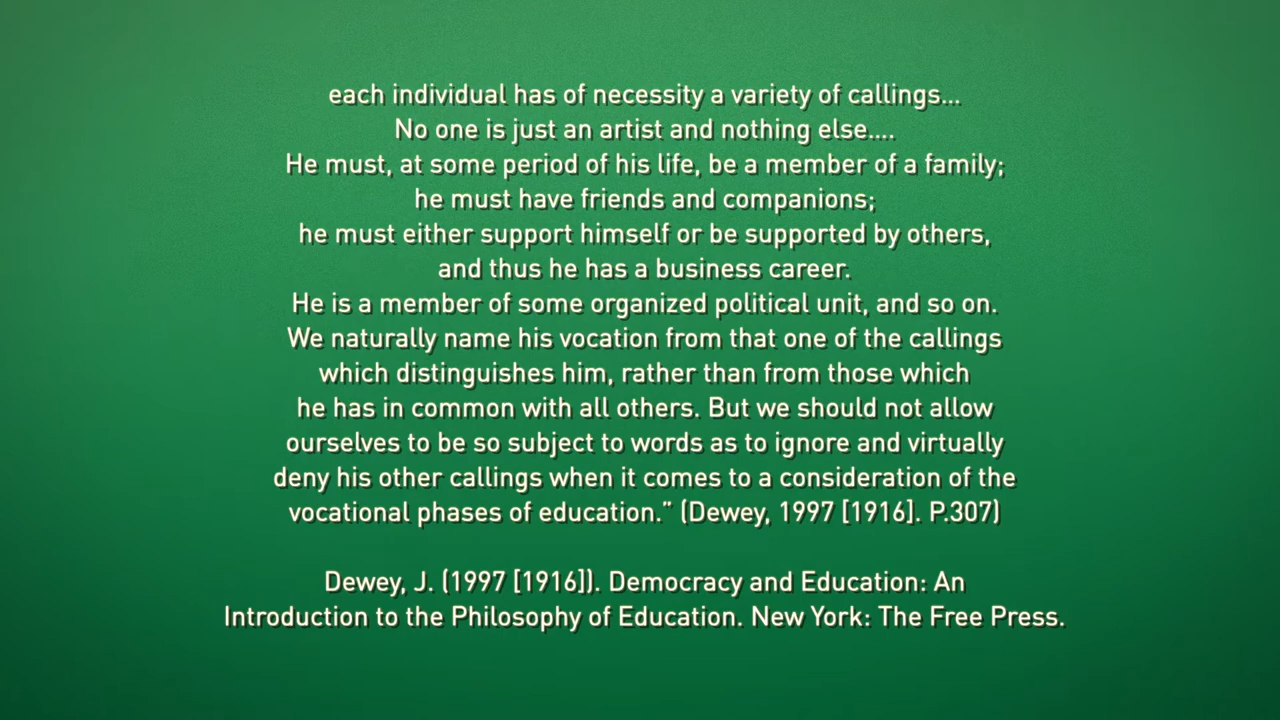 each individual has of necessity a variety of callings...
No one is just an artist and nothing else....
He must, at some period of his life, be a member of a family;
he must have friends and companions;
he must either support himself or be supported by others,
and thus he has a business career.
He is a member of some organized political unit, and so on.
We naturally name his vocation from that one of the callings
which distinguishes him, rather than from those which
he has in common with all others. But we should not allow
ourselves to be so subject to words as to ignore and virtually
deny his other callings when it comes to a consideration of the
vocational phases of education.” (Dewey, 1997 [1916]. P.307)
Dewey, J. (1997 [1916]). Democracy and Education: An
Introduction to the Philosophy of Education. New York: The Free Press.